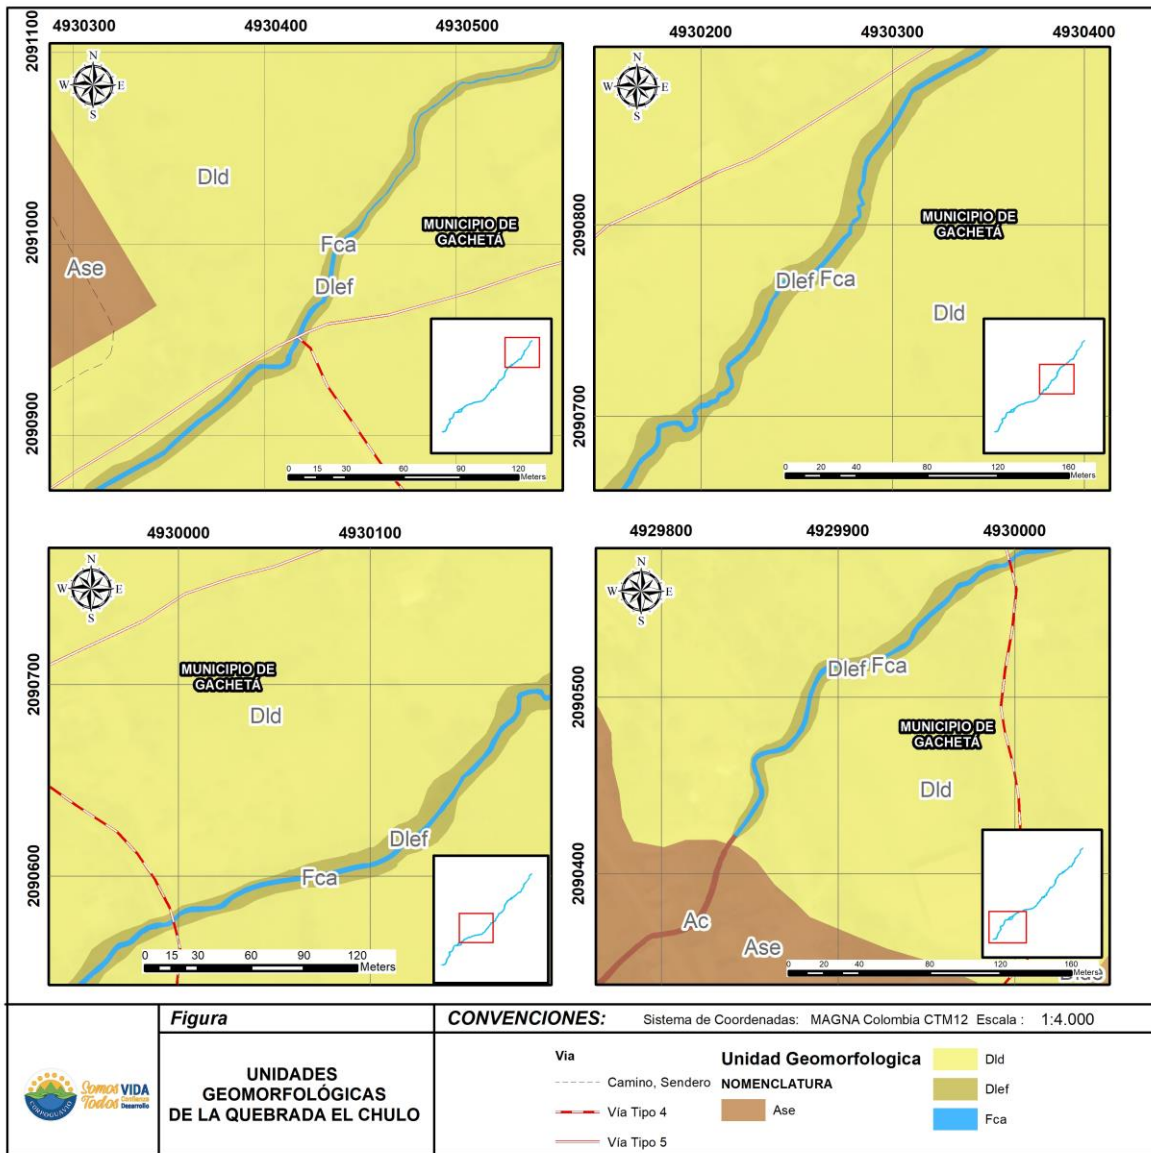 4930300 4930400 4930500
2091100
2091000
2090900
N
W E
S
Dld
Ase
Fca
Dlef
MUNICIPIO DE
GACHETÁ
0 15 30 60 90 120
Meters
4930200 4930300 4930400
2090800
2090700
N
W E
S
MUNICIPIO DE
GACHETÁ
Dlef Fca
Dld
0 20 40 80 120 160
Meters
4930000 4930100
2090700
2090600
N
W E
S
MUNICIPIO DE
GACHETÁ
Dld
Dlef
Fca
0 15 30 60 90 120
Meters
4929800 4929900 4930000
2090500
2090400
N
W E
S
Dlef Fca
MUNICIPIO DE
GACHETÁ
Dld
Ac
Ase
0 20 40 80 120 160
Meters
Figura
UNIDADES
GEOMORFOLÓGICAS
DE LA QUEBRADA EL CHULO
CORPOGUAVIO
Somos VIDA
Todos Confianza
Desarrollo
CONVENCIONES: Sistema de Coordenadas: MAGNA Colombia CTM12 Escala : 1:4.000
Via
Camino, Sendero
Vía Tipo 4
Vía Tipo 5
Unidad Geomorfologica
NOMENCLATURA
Ase
Dld
Dlef
Fca